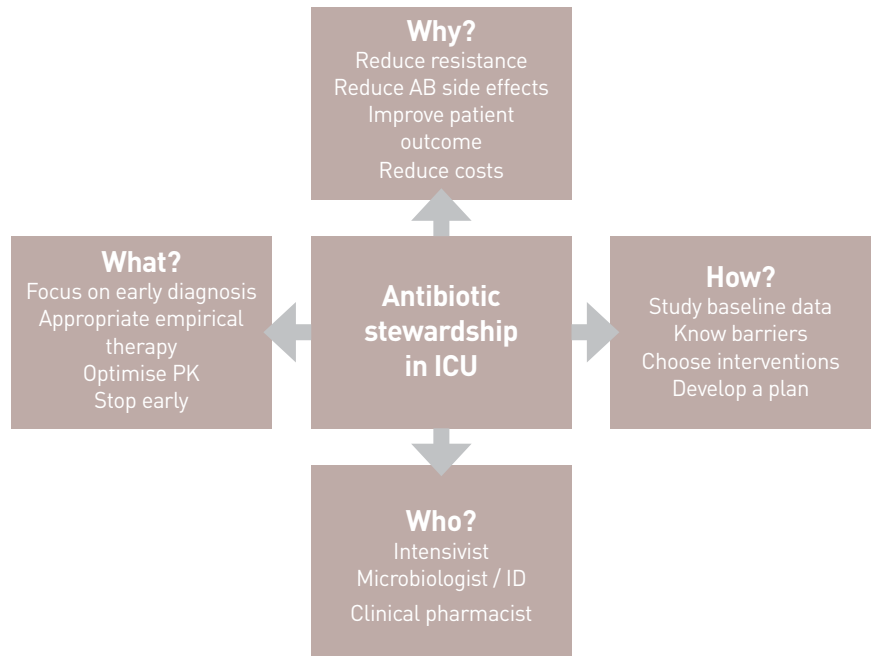 Why?
Reduce resistance
Reduce AB side effects
Improve patient
outcome
Reduce costs
What?
Focus on early diagnosis
Appropriate empirical
therapy
Optimise PK
Stop early
Antibiotic
stewardship
in ICU
How?
Study baseline data
Know barriers
Choose interventions
Develop a plan
Who?
Intensivist
Microbiologist / ID
Clinical pharmacist